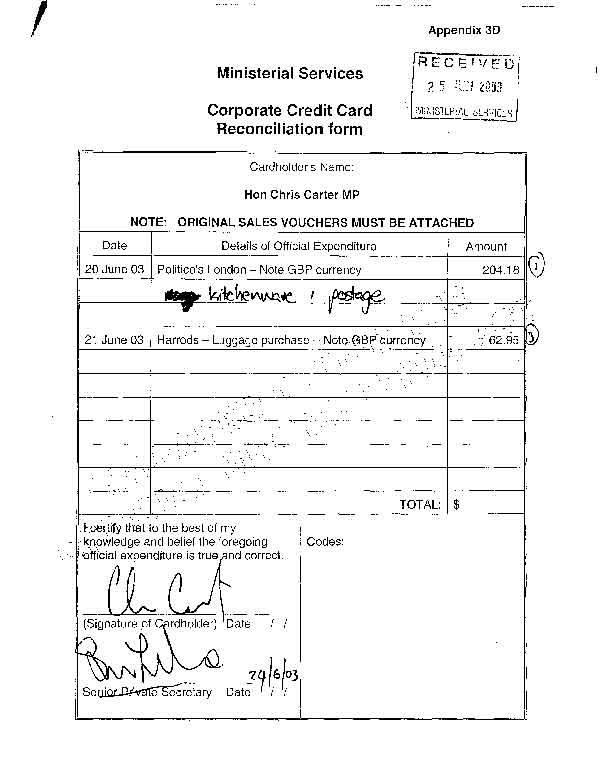 Appendix 3D
RECEIVED
25 2003
MINISTERIAL SERVICES
Ministerial Services
Corporate Credit Card
Reconciliation form
Cardholder's Name:
Hon Chris Carter MP
NOTE: ORIGINAL SALES VOUCHERS MUST BE ATTACHED
Date Details of Official Expenditure Amount
20 June 03 Politico's London – Note GBP currency 204.18 1
kitchenware / postage
21 June 03 Harrods – Luggage purchase – Note GBP currency 62.95
TOTAL: $
I certify that to the best of my
knowledge and belief the foregoing
official expenditure is true and correct.
Codes:
(Signature of Cardholder) Date / /
24/6/03
Senior Private Secretary Date / /